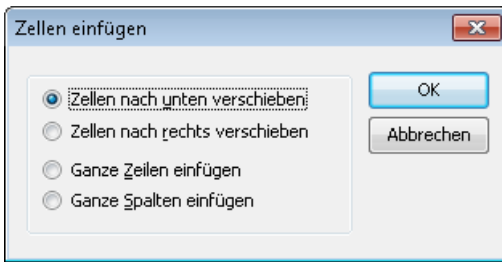 Zellen einfügen
Zellen nach unten verschieben
Zellen nach rechts verschieben
Ganze Zeilen einfügen
Ganze Spalten einfügen
OK
Abbrechen